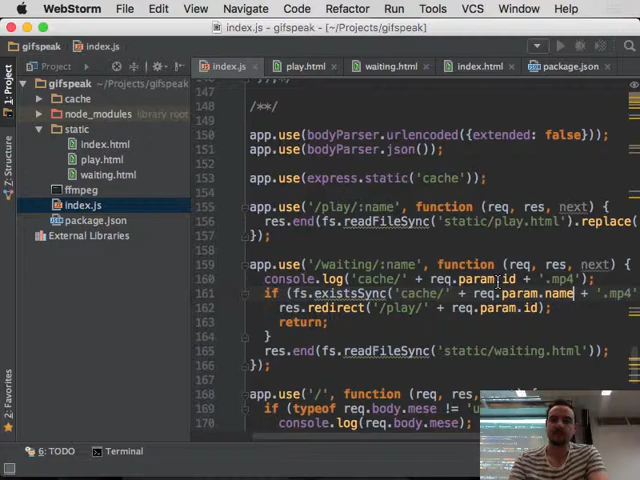 WebStorm File Edit View Navigate Code Refactor Run Tools VCS Window Help
index.js - gifspeak - [~/Projects/gifspeak]
gifspeak index.js
Project index.js play.html waiting.html index.html package.json
1: Project
7: Structure
2: Favorites
gifspeak
cache
node_modules library root
static
index.html
play.html
waiting.html
ffmpeg
index.js
package.json
External Libraries
147
148 /**/
149
150 app.use(bodyParser.urlencoded({extended: false}));
151 app.use(bodyParser.json());
152
153 app.use(express.static('cache'));
154
155 app.use('/play/:name', function (req, res, next) {
156 res.end(fs.readFileSync('static/play.html').replace(
157 });
158
159 app.use('/waiting/:name', function (req, res, next) {
160 console.log('cache/' + req.param.id + '.mp4');
161 if (fs.existsSync('cache/' + req.param.name + '.mp4'
162 res.redirect('/play/' + req.param.id);
163 return;
164 }
165 res.end(fs.readFileSync('static/waiting.html'));
166 });
167
168 app.use('/', function (req, res, next) {
169 if (typeof req.body.mese != 'u
170 console.log(req.body.mese);
6: TODO Terminal